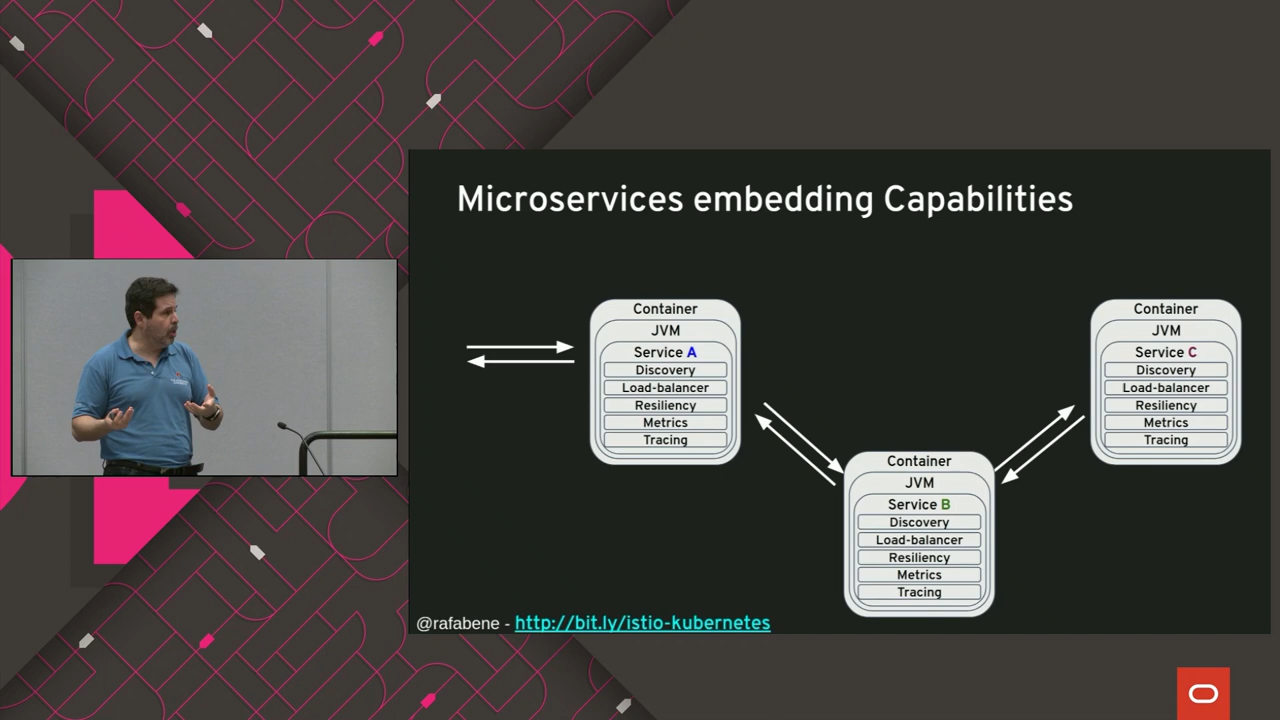 Microservices embedding Capabilities
Container
JVM
Service A
Discovery
Load-balancer
Resiliency
Metrics
Tracing
Container
JVM
Service B
Discovery
Load-balancer
Resiliency
Metrics
Tracing
Container
JVM
Service C
Discovery
Load-balancer
Resiliency
Metrics
Tracing
@rafabene - http://bit.ly/istio-kubernetes